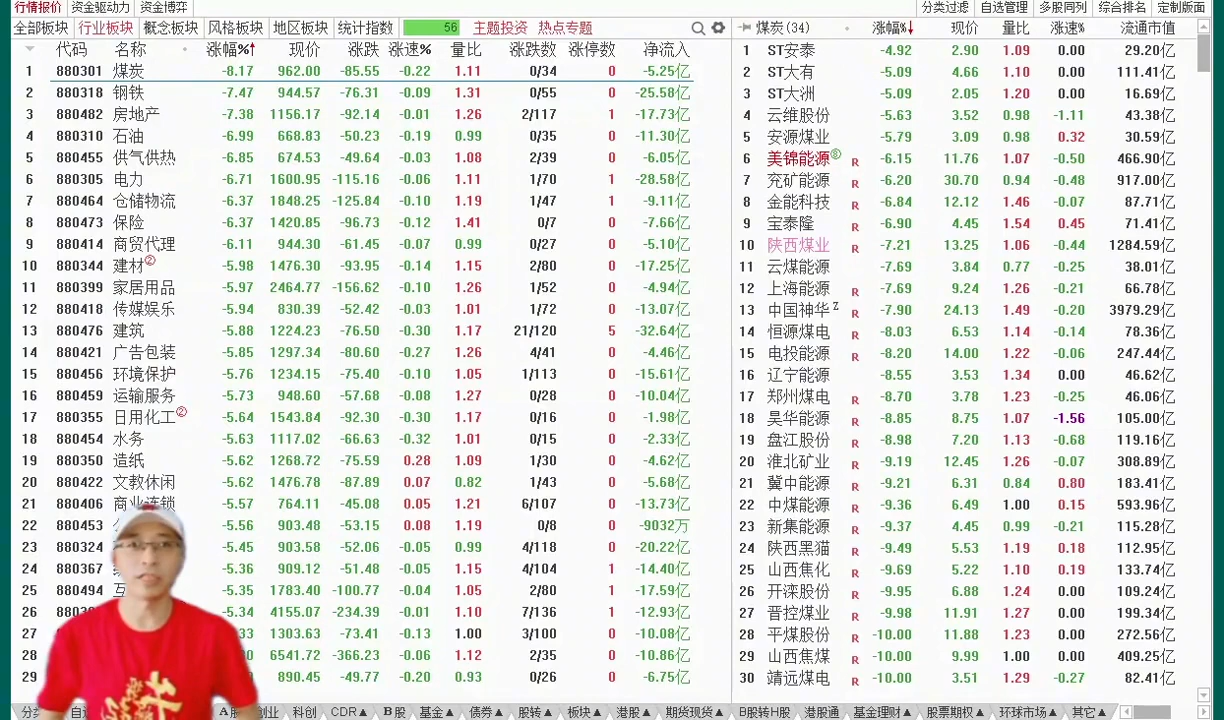 行情报价 资金驱动力 资金博弈 分类过滤 自选管理 多股同列 综合排名 定制版面
全部板块 行业板块 概念板块 风格板块 地区板块 统计指数 56 主题投资 热点专题 煤炭(34) 涨幅%↓ 现价 量比 涨速% 流通市值
代码 名称 涨幅%↑ 现价 涨跌 涨速% 量比 涨跌数 涨停数 净流入
1 880301 煤炭 -8.17 962.00 -85.55 -0.22 1.11 0/34 0 -5.25亿
2 880318 钢铁 -7.47 944.57 -76.31 -0.09 1.31 0/55 0 -25.58亿
3 880482 房地产 -7.38 1156.17 -92.14 -0.01 1.26 2/117 1 -17.73亿
4 880310 石油 -6.99 668.83 -50.23 -0.19 0.99 0/35 0 -11.30亿
5 880455 供气供热 -6.85 674.53 -49.64 -0.03 1.08 2/39 0 -6.05亿
6 880305 电力 -6.71 1600.95 -115.16 -0.06 1.11 1/70 1 -28.58亿
7 880464 仓储物流 -6.37 1848.25 -125.84 -0.10 1.19 1/47 1 -9.11亿
8 880473 保险 -6.37 1420.85 -96.73 -0.12 1.41 0/7 0 -7.66亿
9 880414 商贸代理 -6.11 944.30 -61.45 -0.07 0.99 0/27 0 -5.10亿
10 880344 建材② -5.98 1476.30 -93.95 -0.14 1.15 2/80 0 -17.25亿
11 880399 家居用品 -5.97 2464.77 -156.62 -0.10 1.26 1/52 0 -4.94亿
12 880418 传媒娱乐 -5.94 830.39 -52.42 -0.03 1.01 1/72 0 -13.07亿
13 880476 建筑 -5.88 1224.23 -76.50 -0.30 1.17 21/120 5 -32.64亿
14 880421 广告包装 -5.85 1297.34 -80.60 -0.27 1.26 4/41 0 -4.46亿
15 880456 环境保护 -5.76 1234.15 -75.40 -0.10 1.05 1/113 0 -15.61亿
16 880459 运输服务 -5.73 948.60 -57.68 -0.08 1.27 0/28 0 -10.04亿
17 880355 日用化工② -5.64 1543.84 -92.30 -0.30 1.17 0/16 0 -1.98亿
18 880454 水务 -5.63 1117.02 -66.63 -0.32 1.01 0/15 0 -2.33亿
19 880350 造纸 -5.62 1268.72 -75.59 0.28 1.09 1/30 0 -4.62亿
20 880422 文教休闲 -5.62 1476.78 -87.89 0.07 0.82 1/43 0 -5.68亿
21 880406 商业连锁 -5.57 764.11 -45.08 0.05 1.21 6/107 0 -13.73亿
22 880453 -5.56 903.48 -53.15 0.08 1.19 0/8 0 -9032万
23 880324 -5.45 903.58 -52.06 -0.05 0.99 4/118 0 -20.22亿
24 880367 -5.36 909.12 -51.48 -0.05 1.15 4/104 1 -14.40亿
25 880494 互 -5.35 1783.40 -100.77 -0.04 1.05 2/80 1 -17.59亿
26 -5.34 4155.07 -234.39 -0.01 1.10 7/136 1 -12.93亿
27 1303.63 -73.41 -0.13 1.00 3/100 0 -10.08亿
28 6541.72 -366.23 -0.06 1.12 2/35 0 -10.86亿
29 890.45 -49.77 -0.20 0.93 0/26 0 -6.75亿
1 ST安泰 -4.92 2.90 1.09 0.00 29.20亿
2 ST大有 -5.09 4.66 1.10 0.00 111.41亿
3 ST大洲 -5.09 2.05 1.20 0.00 16.69亿
4 云维股份 -5.63 3.52 0.98 -1.11 43.38亿
5 安源煤业 -5.79 3.09 0.98 0.32 30.59亿
6 美锦能源 R -6.15 11.76 1.07 -0.50 466.90亿
7 兖矿能源 R -6.20 30.70 0.94 -0.48 917.00亿
8 金能科技 R -6.84 12.12 1.46 -0.07 87.71亿
9 宝泰隆 R -6.90 4.45 1.54 0.45 71.41亿
10 陕西煤业 R -7.21 13.25 1.06 -0.44 1284.59亿
11 云煤能源 -7.69 3.84 0.77 -0.25 38.01亿
12 上海能源 R -7.69 9.24 1.26 -0.21 66.78亿
13 中国神华Z R -7.90 24.13 1.49 -0.20 3979.29亿
14 恒源煤电 R -8.03 6.53 1.14 -0.14 78.36亿
15 电投能源 R -8.20 14.00 1.22 -0.06 247.44亿
16 辽宁能源 -8.55 3.53 1.34 0.00 46.62亿
17 郑州煤电 -8.70 3.78 1.23 -0.25 46.06亿
18 昊华能源 R -8.85 8.75 1.07 -1.56 105.00亿
19 盘江股份 R -8.98 7.20 1.13 -0.68 119.16亿
20 淮北矿业 R -9.19 12.45 1.26 -0.07 308.89亿
21 冀中能源 R -9.21 6.31 0.84 0.80 183.41亿
22 中煤能源 R -9.36 6.49 1.00 0.15 593.96亿
23 新集能源 R -9.37 4.45 0.99 -0.21 115.28亿
24 陕西黑猫 R -9.49 5.53 1.19 0.18 112.95亿
25 山西焦化 R -9.69 5.22 1.10 0.19 133.74亿
26 开滦股份 R -9.95 6.88 1.24 0.00 109.24亿
27 晋控煤业 R -9.98 11.91 1.27 0.00 199.34亿
28 平煤股份 R -10.00 11.88 1.23 0.00 272.56亿
29 山西焦煤 R -10.00 9.99 1.00 0.00 409.25亿
30 靖远煤电 R -10.00 3.51 1.29 -0.27 82.41亿
创业 科创 CDR▲ B股 基金▲ 债券▲ 股转▲ 板块▲ 港股▲ 期货现货▲ B股转H股 港股通 基金理财▲ 股票期权▲ 环球市场▲ 其它▲